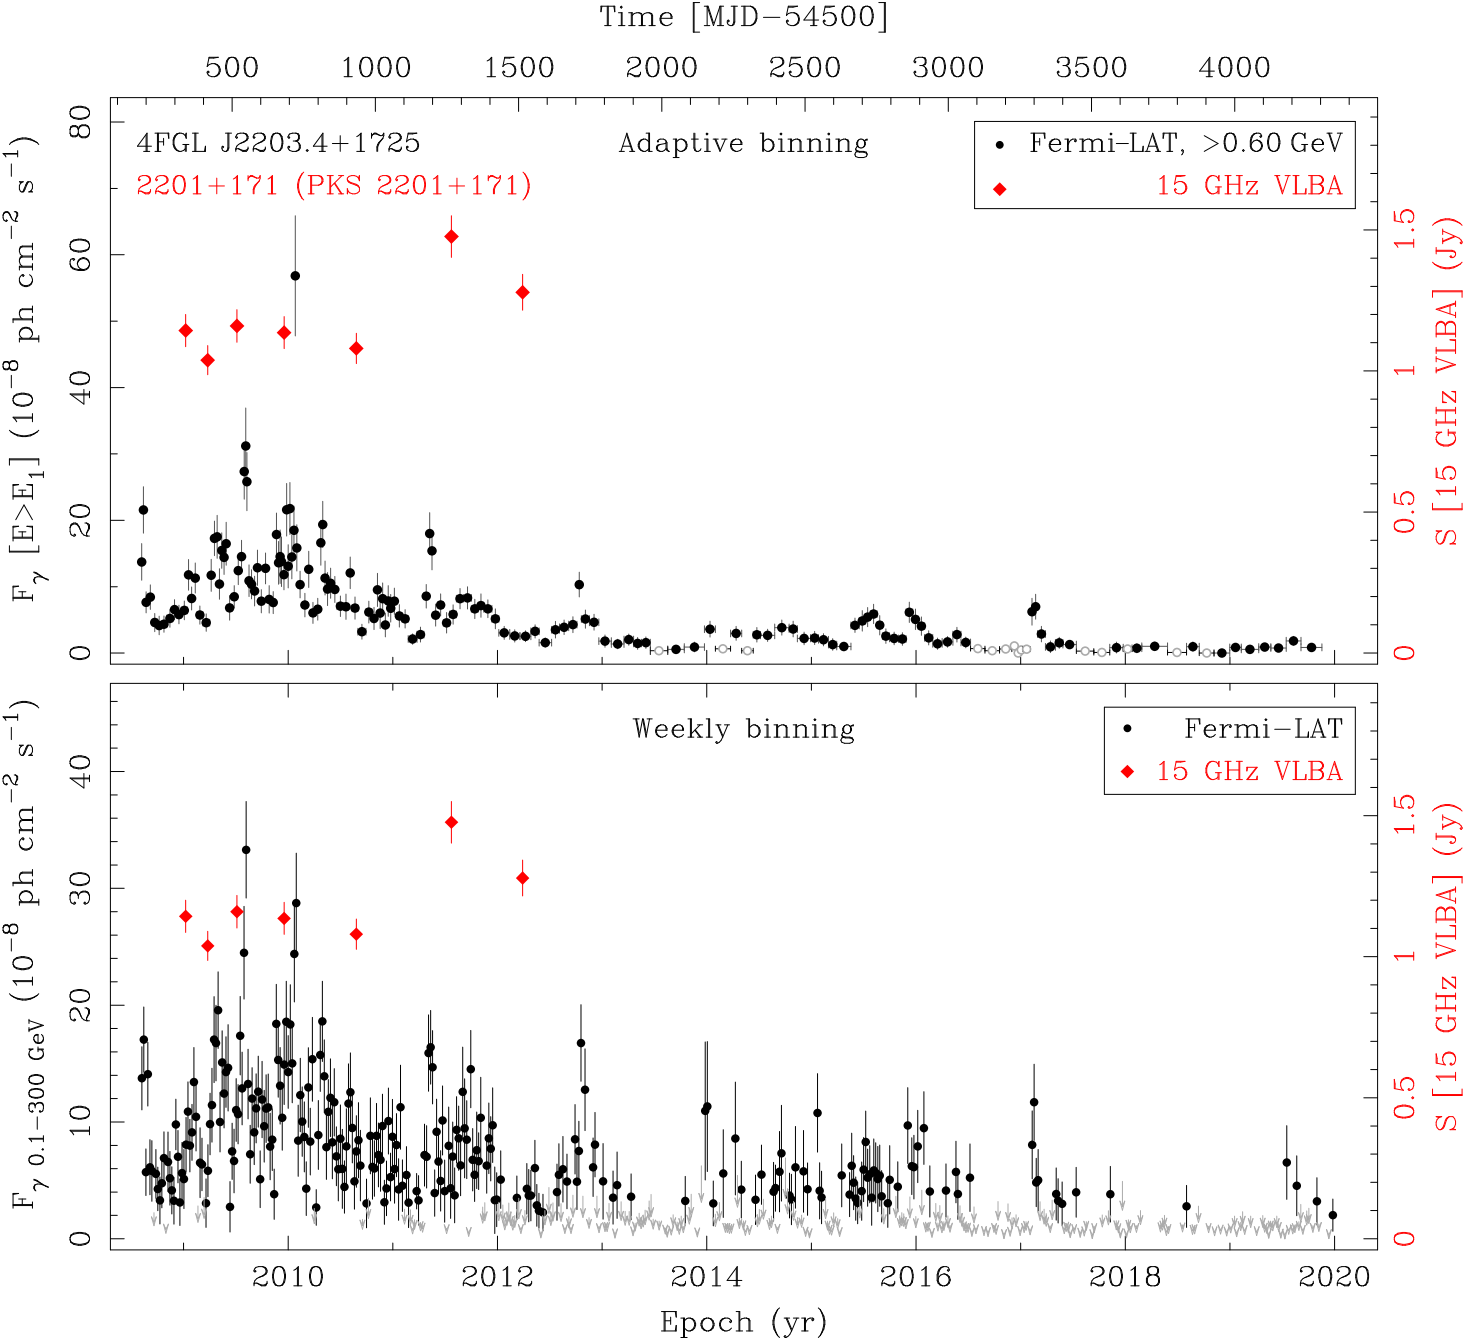 Time [MJD−54500]
500 1000 1500 2000 2500 3000 3500 4000
4FGL J2203.4+1725
2201+171 (PKS 2201+171)
Adaptive binning
Fermi−LAT, >0.60 GeV
15 GHz VLBA
Fγ [E>E1] (10−8 ph cm−2 s−1)
80
60
40
20
0
S [15 GHz VLBA] (Jy)
1.5
1
0.5
0
Weekly binning
Fermi−LAT
15 GHz VLBA
Fγ 0.1−300 GeV (10−8 ph cm−2 s−1)
40
30
20
10
0
S [15 GHz VLBA] (Jy)
1.5
1
0.5
0
2010 2012 2014 2016 2018 2020
Epoch (yr)